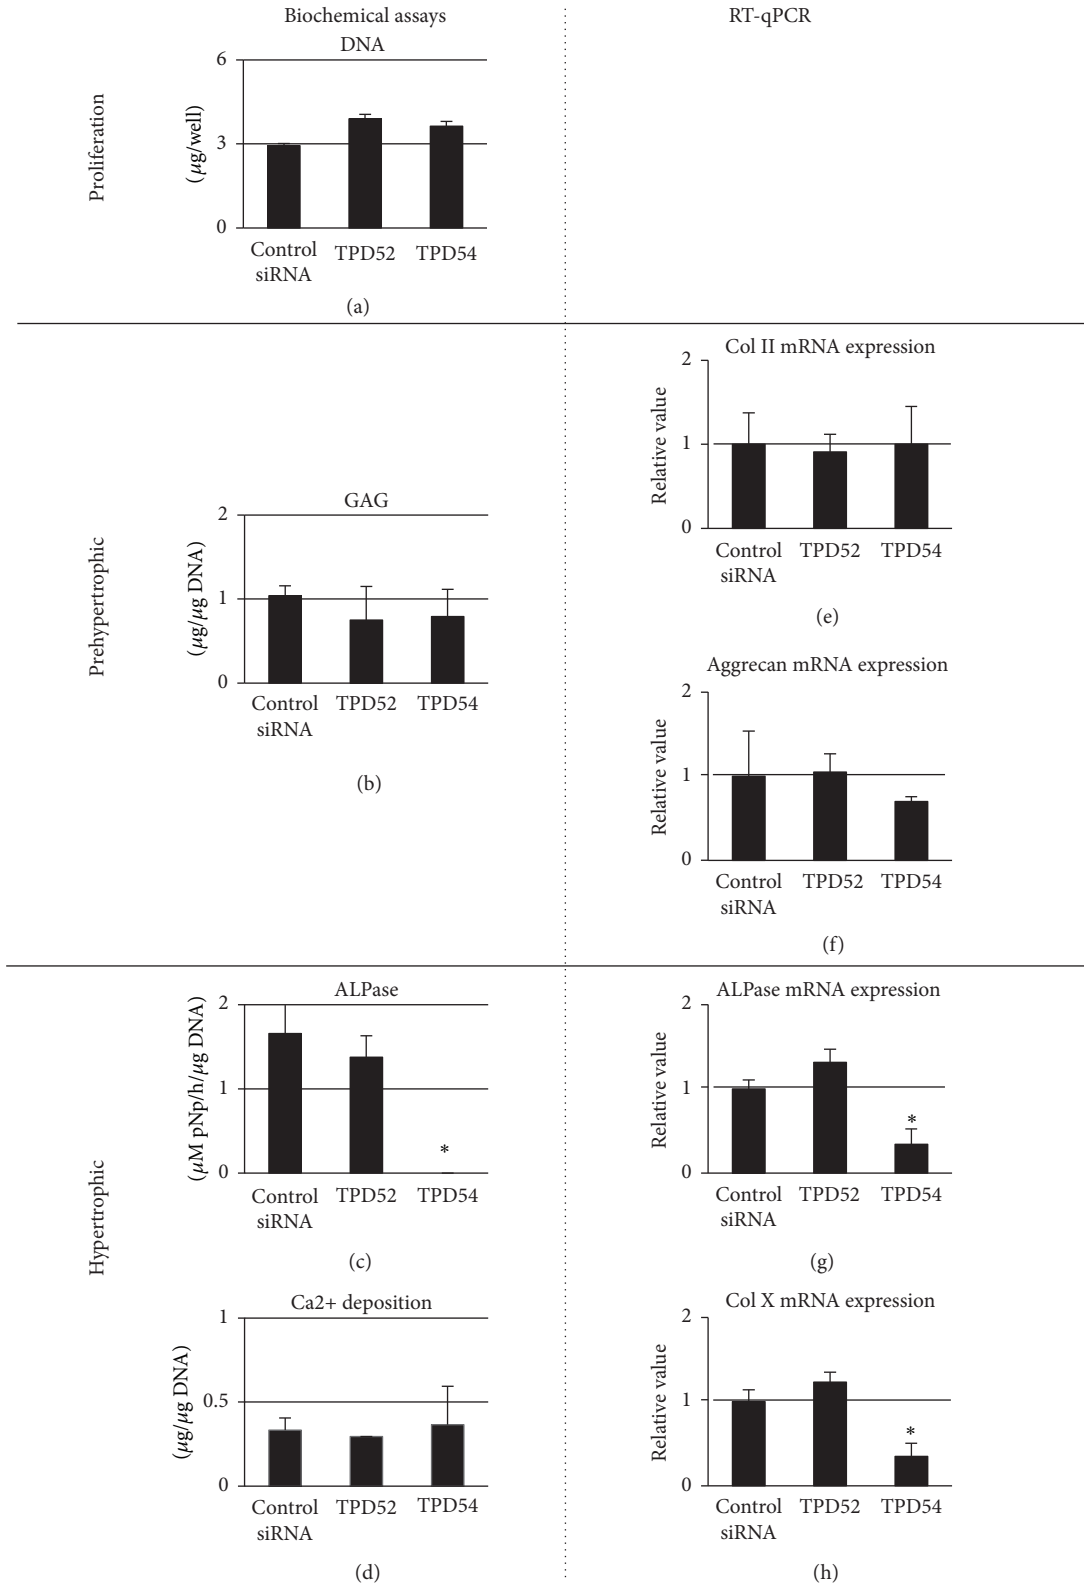 Biochemical assays
RT-qPCR
Proliferation
DNA
(μg/well)
6
3
0
Control
siRNA
TPD52
TPD54
(a)
Prehypertrophic
GAG
(μg/μg DNA)
2
1
0
Control
siRNA
TPD52
TPD54
(b)
Col II mRNA expression
Relative value
2
1
0
Control
siRNA
TPD52
TPD54
(e)
Aggrecan mRNA expression
Relative value
2
1
0
Control
siRNA
TPD52
TPD54
(f)
Hypertrophic
ALPase
(μM pNp/h/μg DNA)
2
1
0
*
Control
siRNA
TPD52
TPD54
(c)
ALPase mRNA expression
Relative value
2
1
0
*
Control
siRNA
TPD52
TPD54
(g)
Ca2+ deposition
(μg/μg DNA)
1
0.5
0
Control
siRNA
TPD52
TPD54
(d)
Col X mRNA expression
Relative value
2
1
0
*
Control
siRNA
TPD52
TPD54
(h)